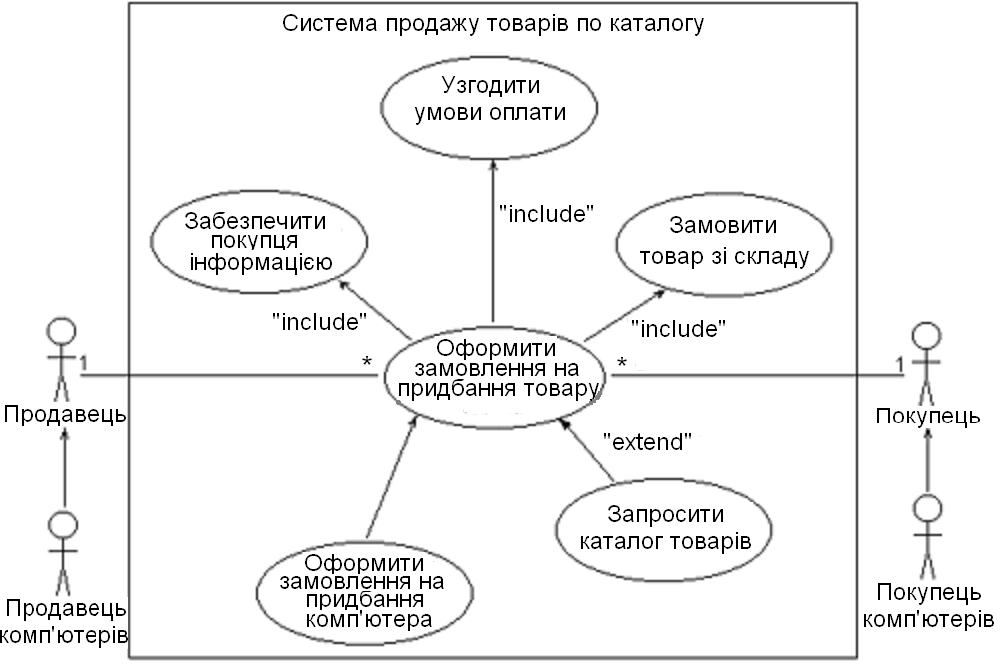 Система продажу товарів по каталогу
Узгодити
умови оплати
"include"
Забезпечити
покупця
інформацією
Замовити
товар зі складу
"include"
"include"
Оформити
замовлення на
придбання товару
1
*
*
1
Продавець
Покупець
"extend"
Запросити
каталог товарів
Оформити
замовлення на
придбання
комп'ютера
Продавець
комп'ютерів
Покупець
комп'ютерів